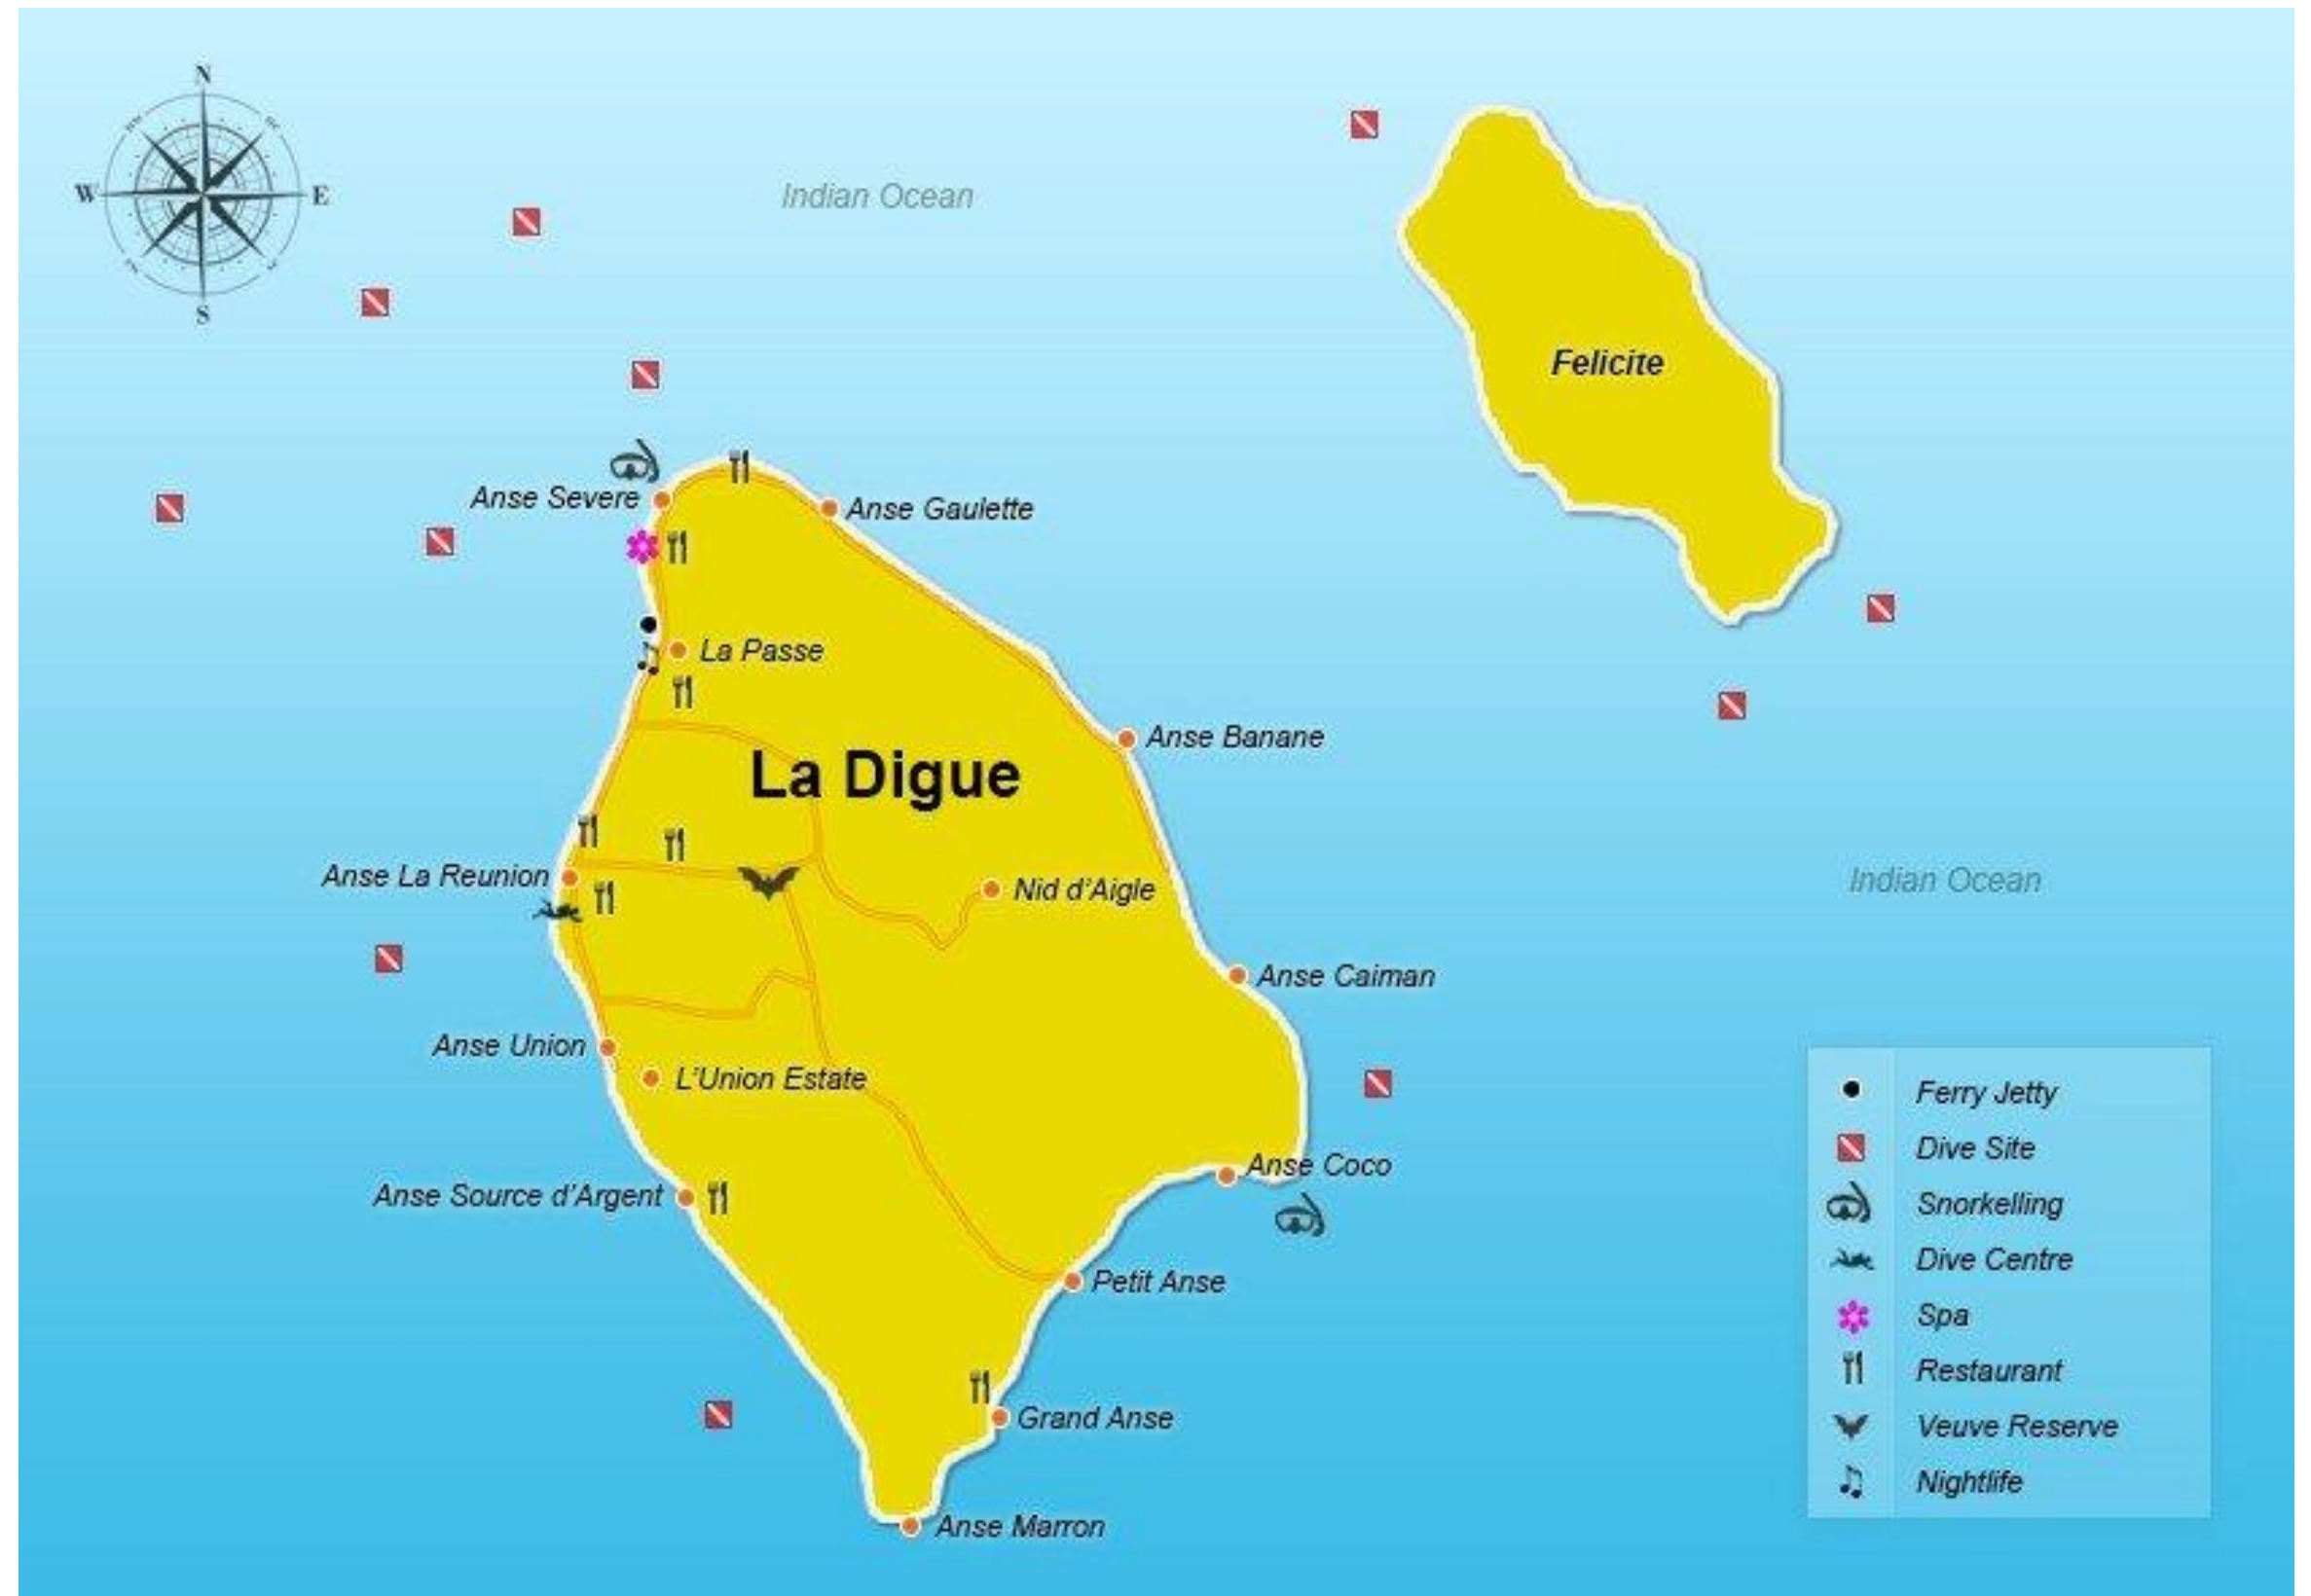 N
W
E
S
Indian Ocean
Felicite
Anse Severe
Anse Gaulette
La Passe
Anse Banane
La Digue
Anse La Reunion
Nid d'Aigle
Indian Ocean
Anse Caiman
Anse Union
L'Union Estate
Anse Coco
Anse Source d'Argent
Petit Anse
Grand Anse
Anse Marron
Ferry Jetty
Dive Site
Snorkelling
Dive Centre
Spa
Restaurant
Veuve Reserve
Nightlife